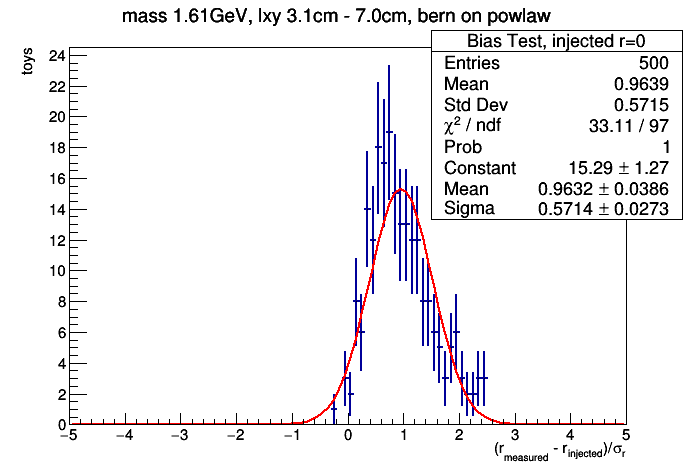 mass 1.61GeV, lxy 3.1cm - 7.0cm, bern on powlaw
Bias Test, injected r=0
Entries 500
Mean 0.9639
Std Dev 0.5715
χ² / ndf 33.11 / 97
Prob 1
Constant 15.29 ± 1.27
Mean 0.9632 ± 0.0386
Sigma 0.5714 ± 0.0273
toys
24
22
20
18
16
14
12
10
8
6
4
2
0
−5 −4 −3 −2 −1 0 1 2 3 4 5
(r_measured - r_injected)/σ_r